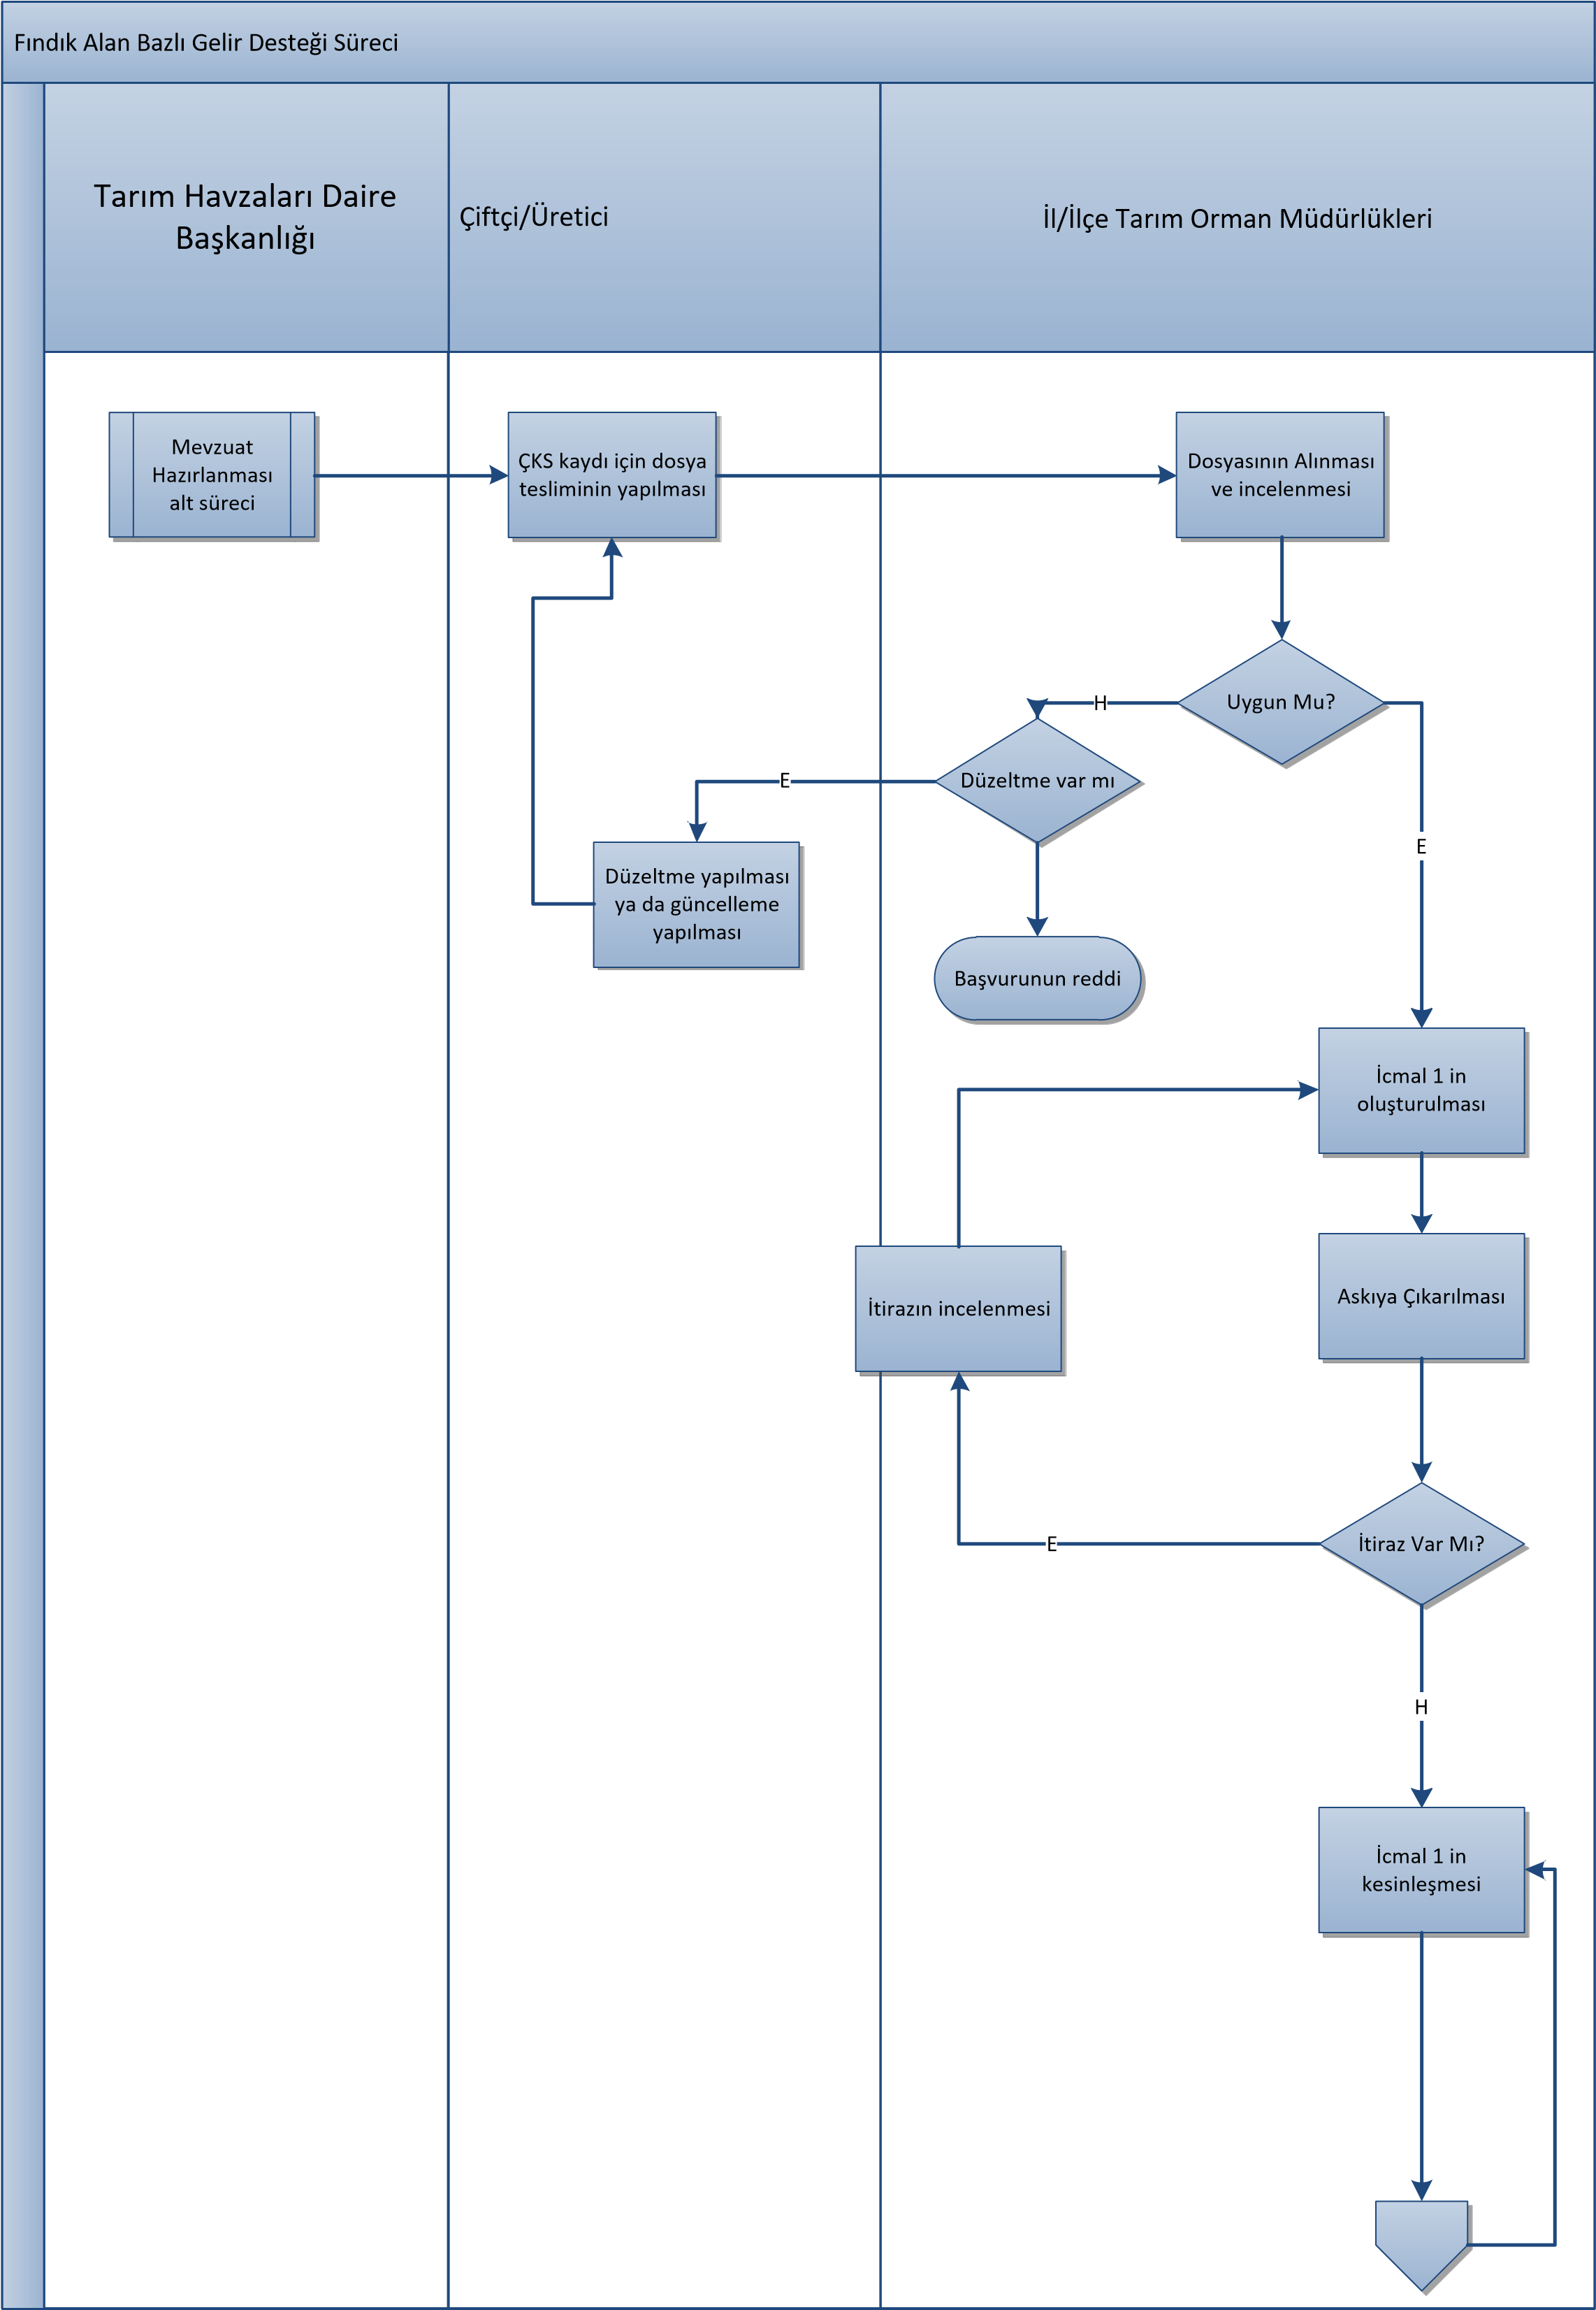 Fındık Alan Bazlı Gelir Desteği Süreci
Tarım Havzaları Daire
Başkanlığı
Çiftçi/Üretici
İl/İlçe Tarım Orman Müdürlükleri
Mevzuat
Hazırlanması
alt süreci
ÇKS kaydı için dosya
tesliminin yapılması
Dosyasının Alınması
ve incelenmesi
Uygun Mu?
H
E
Düzeltme var mı
E
Düzeltme yapılması
ya da güncelleme
yapılması
Başvurunun reddi
İcmal 1 in
oluşturulması
Askıya Çıkarılması
İtirazın incelenmesi
İtiraz Var Mı?
E
H
İcmal 1 in
kesinleşmesi